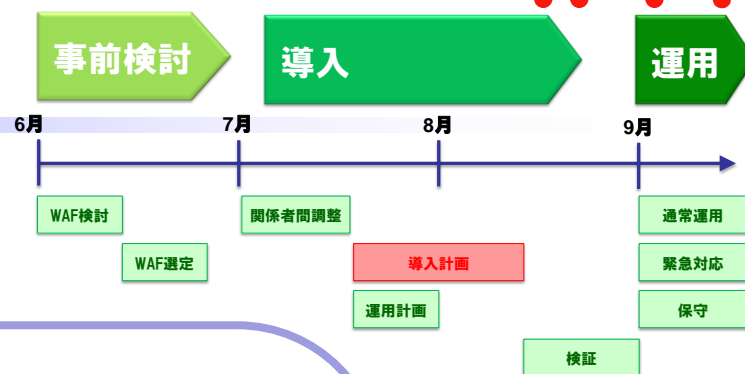 事前検討
導入
運用
6月
7月
8月
9月
WAF検討
関係者間調整
通常運用
WAF選定
導入計画
緊急対応
運用計画
保守
検証